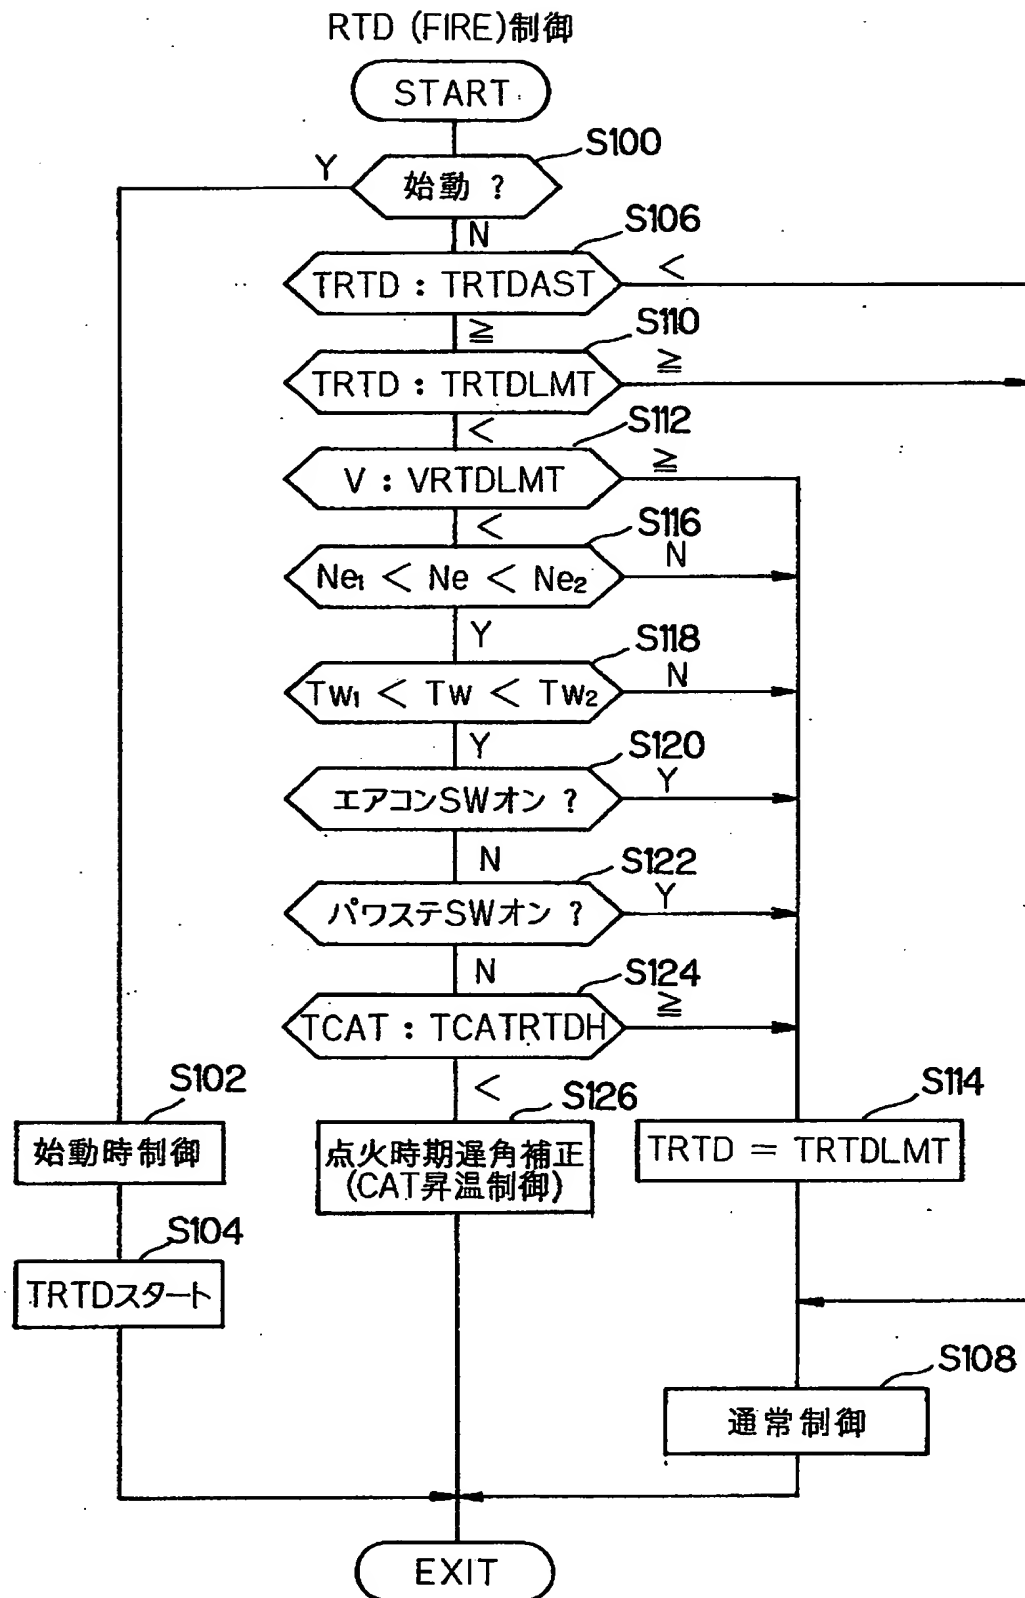 RTD (FIRE)制御
START
S100
Y
始動 ?
N
S106
TRTD : TRTDAST
<
≧
S110
TRTD : TRTDLMT
≧
<
S112
V : VRTDLMT
≧
<
S116
Ne1 < Ne < Ne2
N
Y
S118
Tw1 < Tw < Tw2
N
Y
S120
エアコンSWオン ?
Y
N
S122
パワステSWオン ?
Y
N
S124
TCAT : TCATRTDH
≧
<
S102
始動時制御
S126
点火時期遅角補正
(CAT昇温制御)
S114
TRTD = TRTDLMT
S104
TRTDスタート
S108
通常制御
EXIT